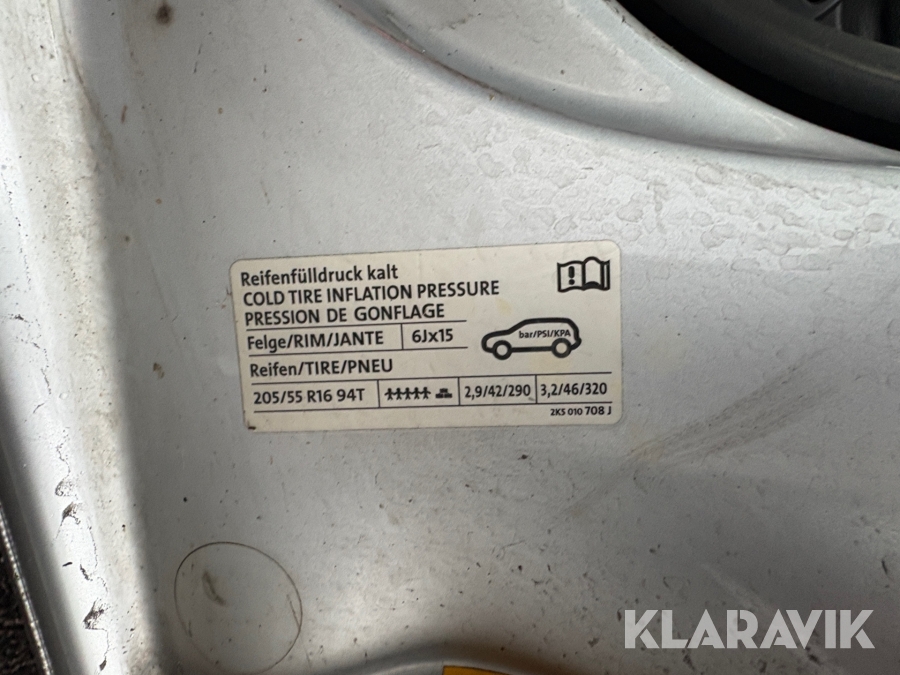 Reifenfülldruck kalt
COLD TIRE INFLATION PRESSURE
PRESSION DE GONFLAGE
Felge/RIM/JANTE 6Jx15
bar/PSI/KPA
Reifen/TIRE/PNEU
205/55 R16 94T 2,9/42/290 3,2/46/320
2K5 010 708 J
KLARAVIK